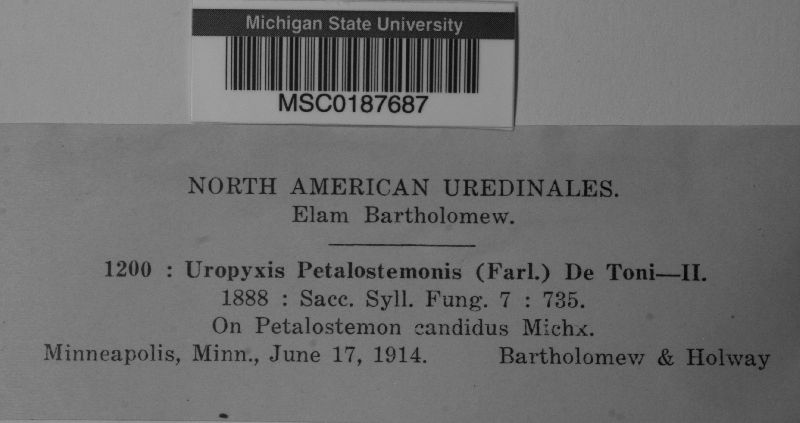 Michigan State University
MSC0187687
NORTH AMERICAN UREDINALES.
Elam Bartholomew.
1200 : Uropyxis Petalostemonis (Farl.) De Toni—II.
1888 : Sacc. Syll. Fung. 7 : 735.
On Petalostemon candidus Michx.
Minneapolis, Minn., June 17, 1914. Bartholomew & Holway